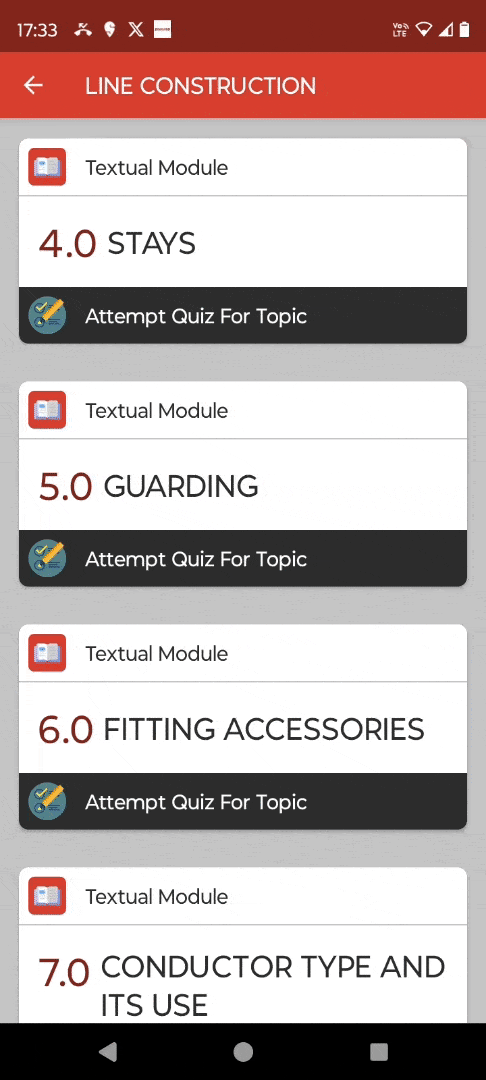 17:33
Vo))
LTE
LINE CONSTRUCTION
Textual Module
4.0 STAYS
Attempt Quiz For Topic
Textual Module
5.0 GUARDING
Attempt Quiz For Topic
Textual Module
6.0 FITTING ACCESSORIES
Attempt Quiz For Topic
Textual Module
7.0 CONDUCTOR TYPE AND
ITS USE